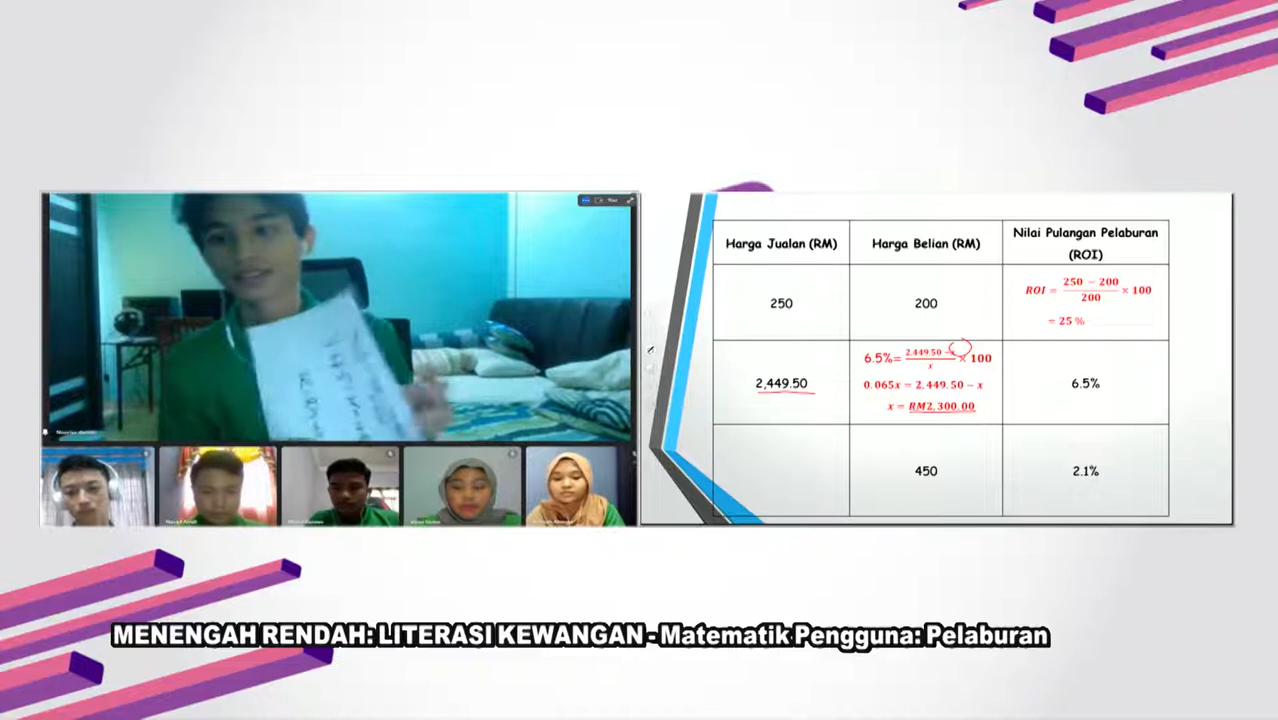 Harga Jualan (RM)
Harga Belian (RM)
Nilai Pulangan Pelaburan
(ROI)
250
200
ROI = 250 − 200 / 200 × 100
= 25 %
2,449.50
6.5%= 2.449.50 − x / x × 100
0.065x = 2,449.50 − x
x = RM2,300.00
6.5%
450
2.1%
MENENGAH RENDAH: LITERASI KEWANGAN - Matematik Pengguna: Pelaburan